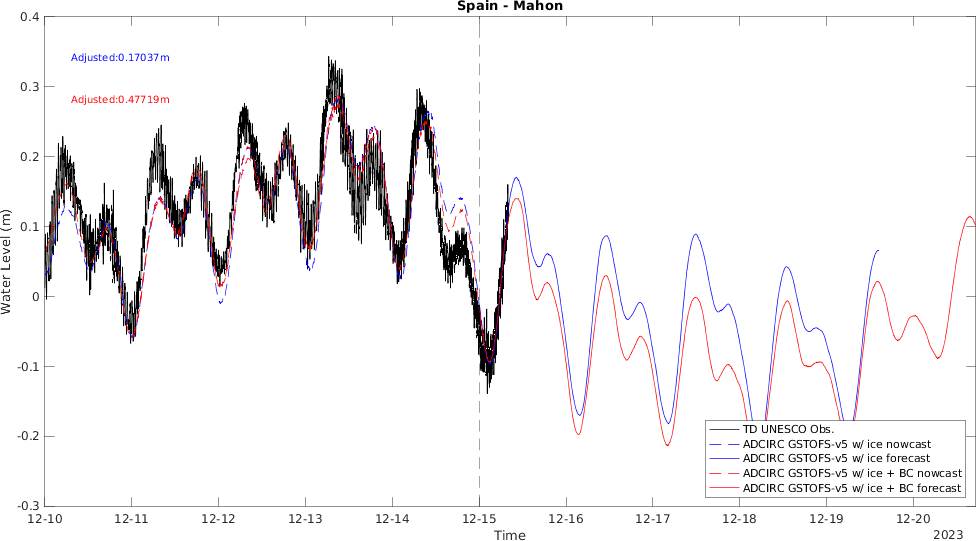 Spain - Mahon
0.4
Adjusted:0.17037m
0.3
Adjusted:0.47719m
0.2
0.1
0
-0.1
-0.2
-0.3
Water Level (m)
TD UNESCO Obs.
ADCIRC GSTOFS-v5 w/ ice nowcast
ADCIRC GSTOFS-v5 w/ ice forecast
ADCIRC GSTOFS-v5 w/ ice + BC nowcast
ADCIRC GSTOFS-v5 w/ ice + BC forecast
12-10 12-11 12-12 12-13 12-14 12-15 12-16 12-17 12-18 12-19 12-20
Time
2023